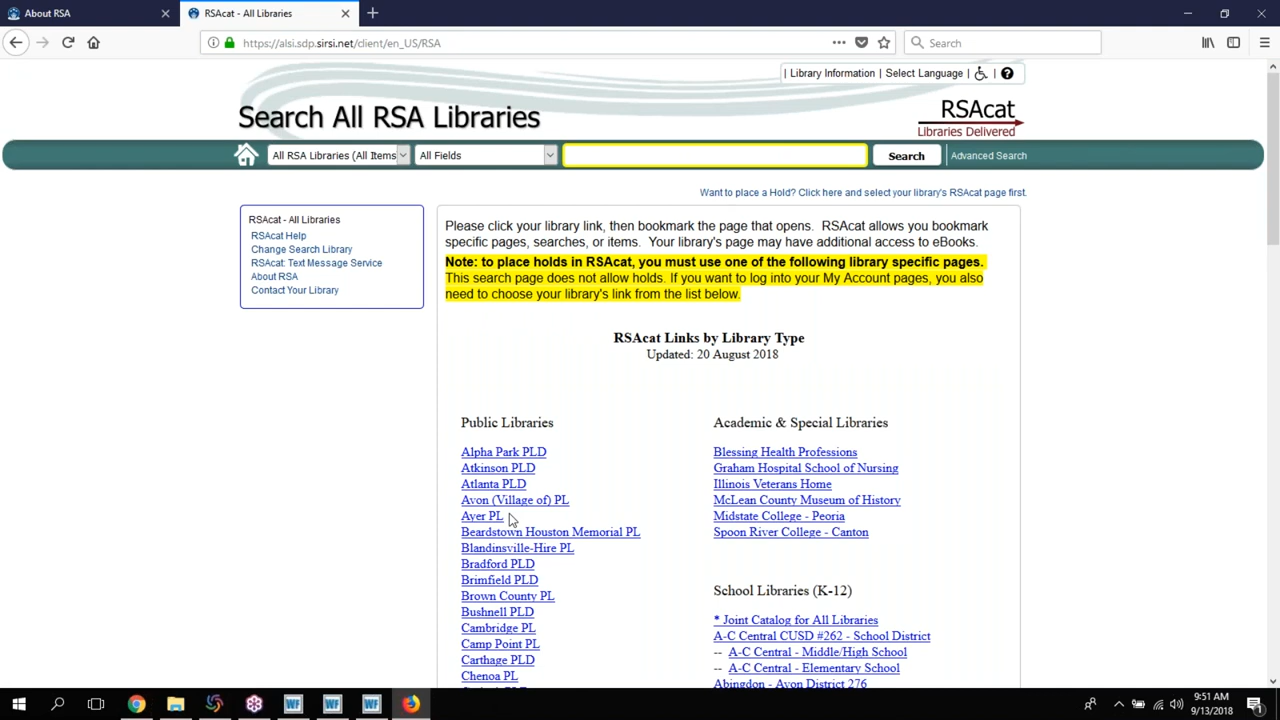 About RSA
RSAcat - All Libraries
https://alsi.sdp.sirsi.net/client/en_US/RSA
Search
| Library Information | Select Language | |
Search All RSA Libraries
RSAcat
Libraries Delivered
All RSA Libraries (All Items
All Fields
Search
Advanced Search
Want to place a Hold? Click here and select your library's RSAcat page first.
RSAcat - All Libraries
RSAcat Help
Change Search Library
RSAcat: Text Message Service
About RSA
Contact Your Library
Please click your library link, then bookmark the page that opens. RSAcat allows you bookmark
specific pages, searches, or items. Your library's page may have additional access to eBooks.
Note: to place holds in RSAcat, you must use one of the following library specific pages.
This search page does not allow holds. If you want to log into your My Account pages, you also
need to choose your library's link from the list below.
RSAcat Links by Library Type
Updated: 20 August 2018
Public Libraries
Alpha Park PLD
Atkinson PLD
Atlanta PLD
Avon (Village of) PL
Ayer PL
Beardstown Houston Memorial PL
Blandinsville-Hire PL
Bradford PLD
Brimfield PLD
Brown County PL
Bushnell PLD
Cambridge PL
Camp Point PL
Carthage PLD
Chenoa PL
Academic & Special Libraries
Blessing Health Professions
Graham Hospital School of Nursing
Illinois Veterans Home
McLean County Museum of History
Midstate College - Peoria
Spoon River College - Canton
School Libraries (K-12)
* Joint Catalog for All Libraries
A-C Central CUSD #262 - School District
-- A-C Central - Middle/High School
-- A-C Central - Elementary School
Abingdon - Avon District 276
9:51 AM
9/13/2018